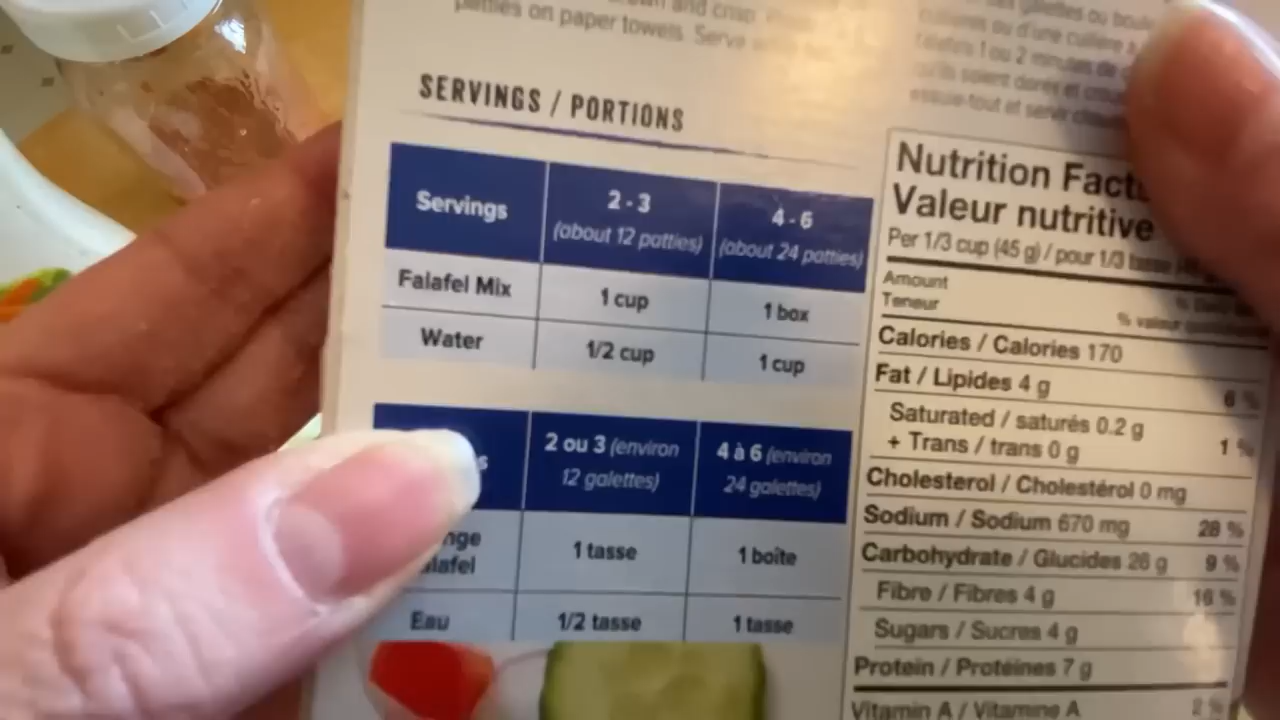 patties on paper towels. Serve
SERVINGS / PORTIONS
Servings
2 - 3
(about 12 patties)
4 - 6
(about 24 patties)
Falafel Mix
1 cup
1 box
Water
1/2 cup
1 cup
2 ou 3 (environ
12 galettes)
4 à 6 (environ
24 galettes)
1 tasse
1 boîte
Eau
1/2 tasse
1 tasse
Nutrition Facts
Valeur nutritive
Per 1/3 cup (45 g) / pour 1/3
Amount
Teneur
% valeur
Calories / Calories 170
Fat / Lipides 4 g 6 %
Saturated / saturés 0.2 g
+ Trans / trans 0 g 1 %
Cholesterol / Cholestérol 0 mg
Sodium / Sodium 670 mg 28 %
Carbohydrate / Glucides 26 g 9 %
Fibre / Fibres 4 g 16 %
Sugars / Sucres 4 g
Protein / Protéines 7 g
Vitamin A / Vitamine A 2 %